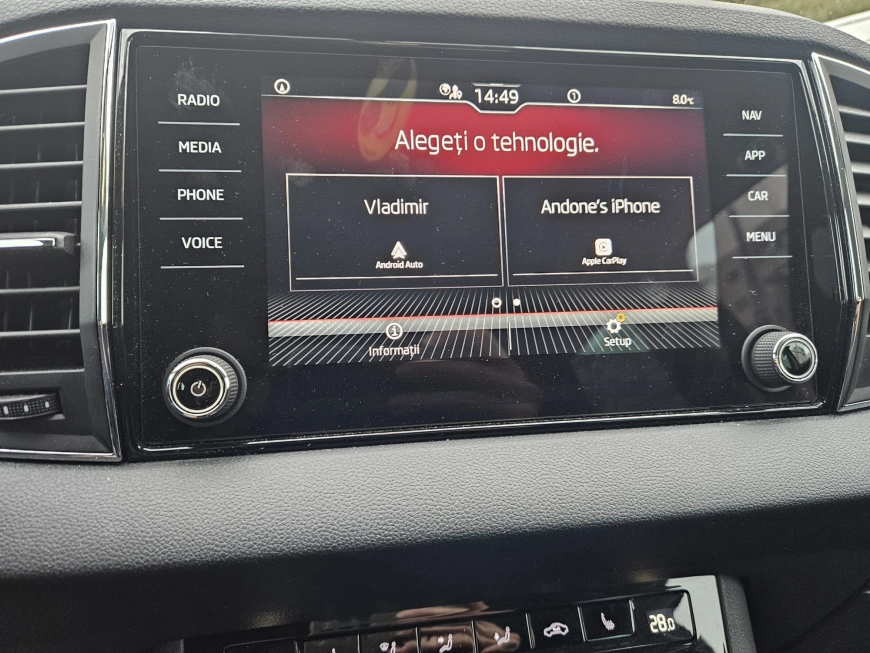 14:49
8.0°C
RADIO
MEDIA
PHONE
VOICE
Alegeți o tehnologie.
Vladimir
Android Auto
Andone's iPhone
Apple CarPlay
Informații
Setup
NAV
APP
CAR
MENU
28.0